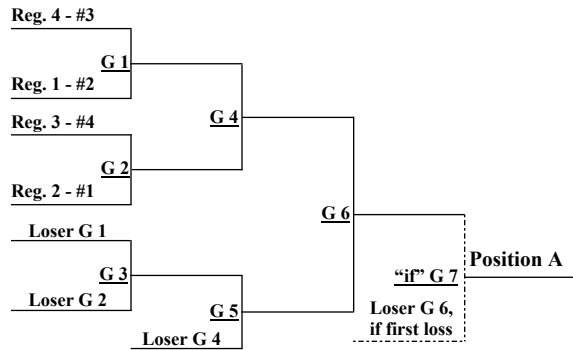 Reg. 4 - #3
G 1
Reg. 1 - #2
G 4
Reg. 3 - #4
G 2
Reg. 2 - #1
G 6
Loser G 1
G 3
Loser G 2
G 5
Loser G 4
Position A
“if” G 7
Loser G 6,
if first loss